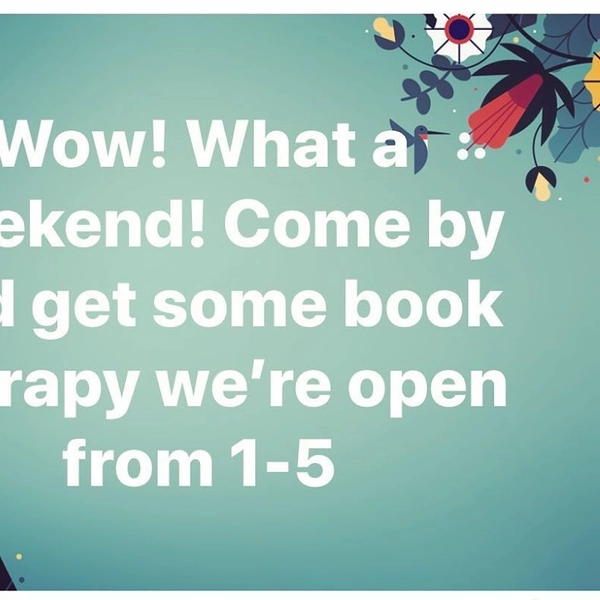 Wow! What a
ekend! Come by
d get some book
rapy we’re open
from 1-5